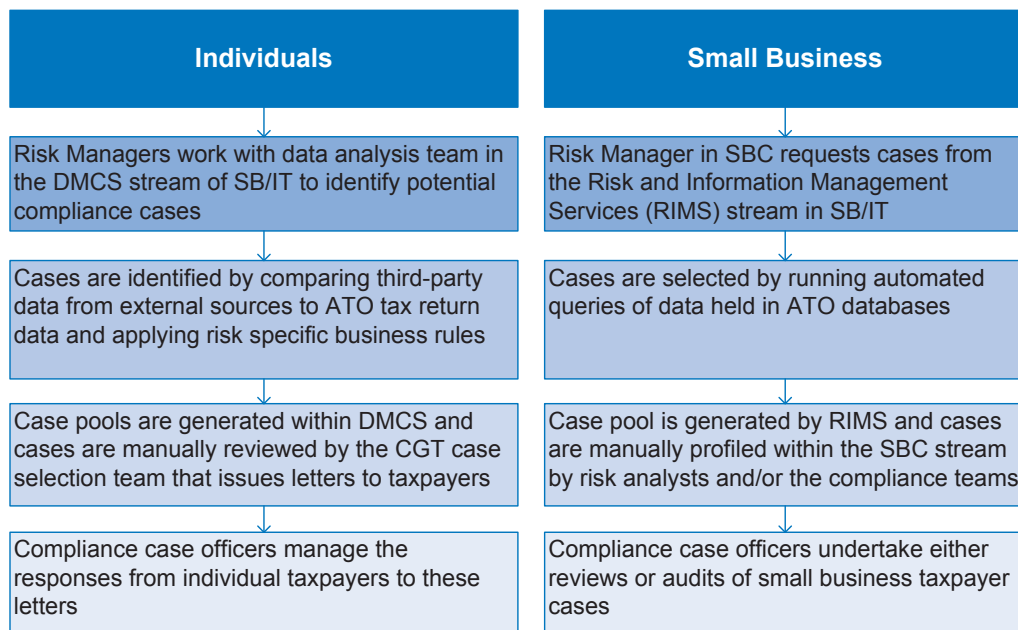 Individuals
Risk Managers work with data analysis team in
the DMCS stream of SB/IT to identify potential
compliance cases
Cases are identified by comparing third-party
data from external sources to ATO tax return
data and applying risk specific business rules
Case pools are generated within DMCS and
cases are manually reviewed by the CGT case
selection team that issues letters to taxpayers
Compliance case officers manage the
responses from individual taxpayers to these
letters
Small Business
Risk Manager in SBC requests cases from
the Risk and Information Management
Services (RIMS) stream in SB/IT
Cases are selected by running automated
queries of data held in ATO databases
Case pool is generated by RIMS and cases
are manually profiled within the SBC stream
by risk analysts and/or the compliance teams
Compliance case officers undertake either
reviews or audits of small business taxpayer
cases